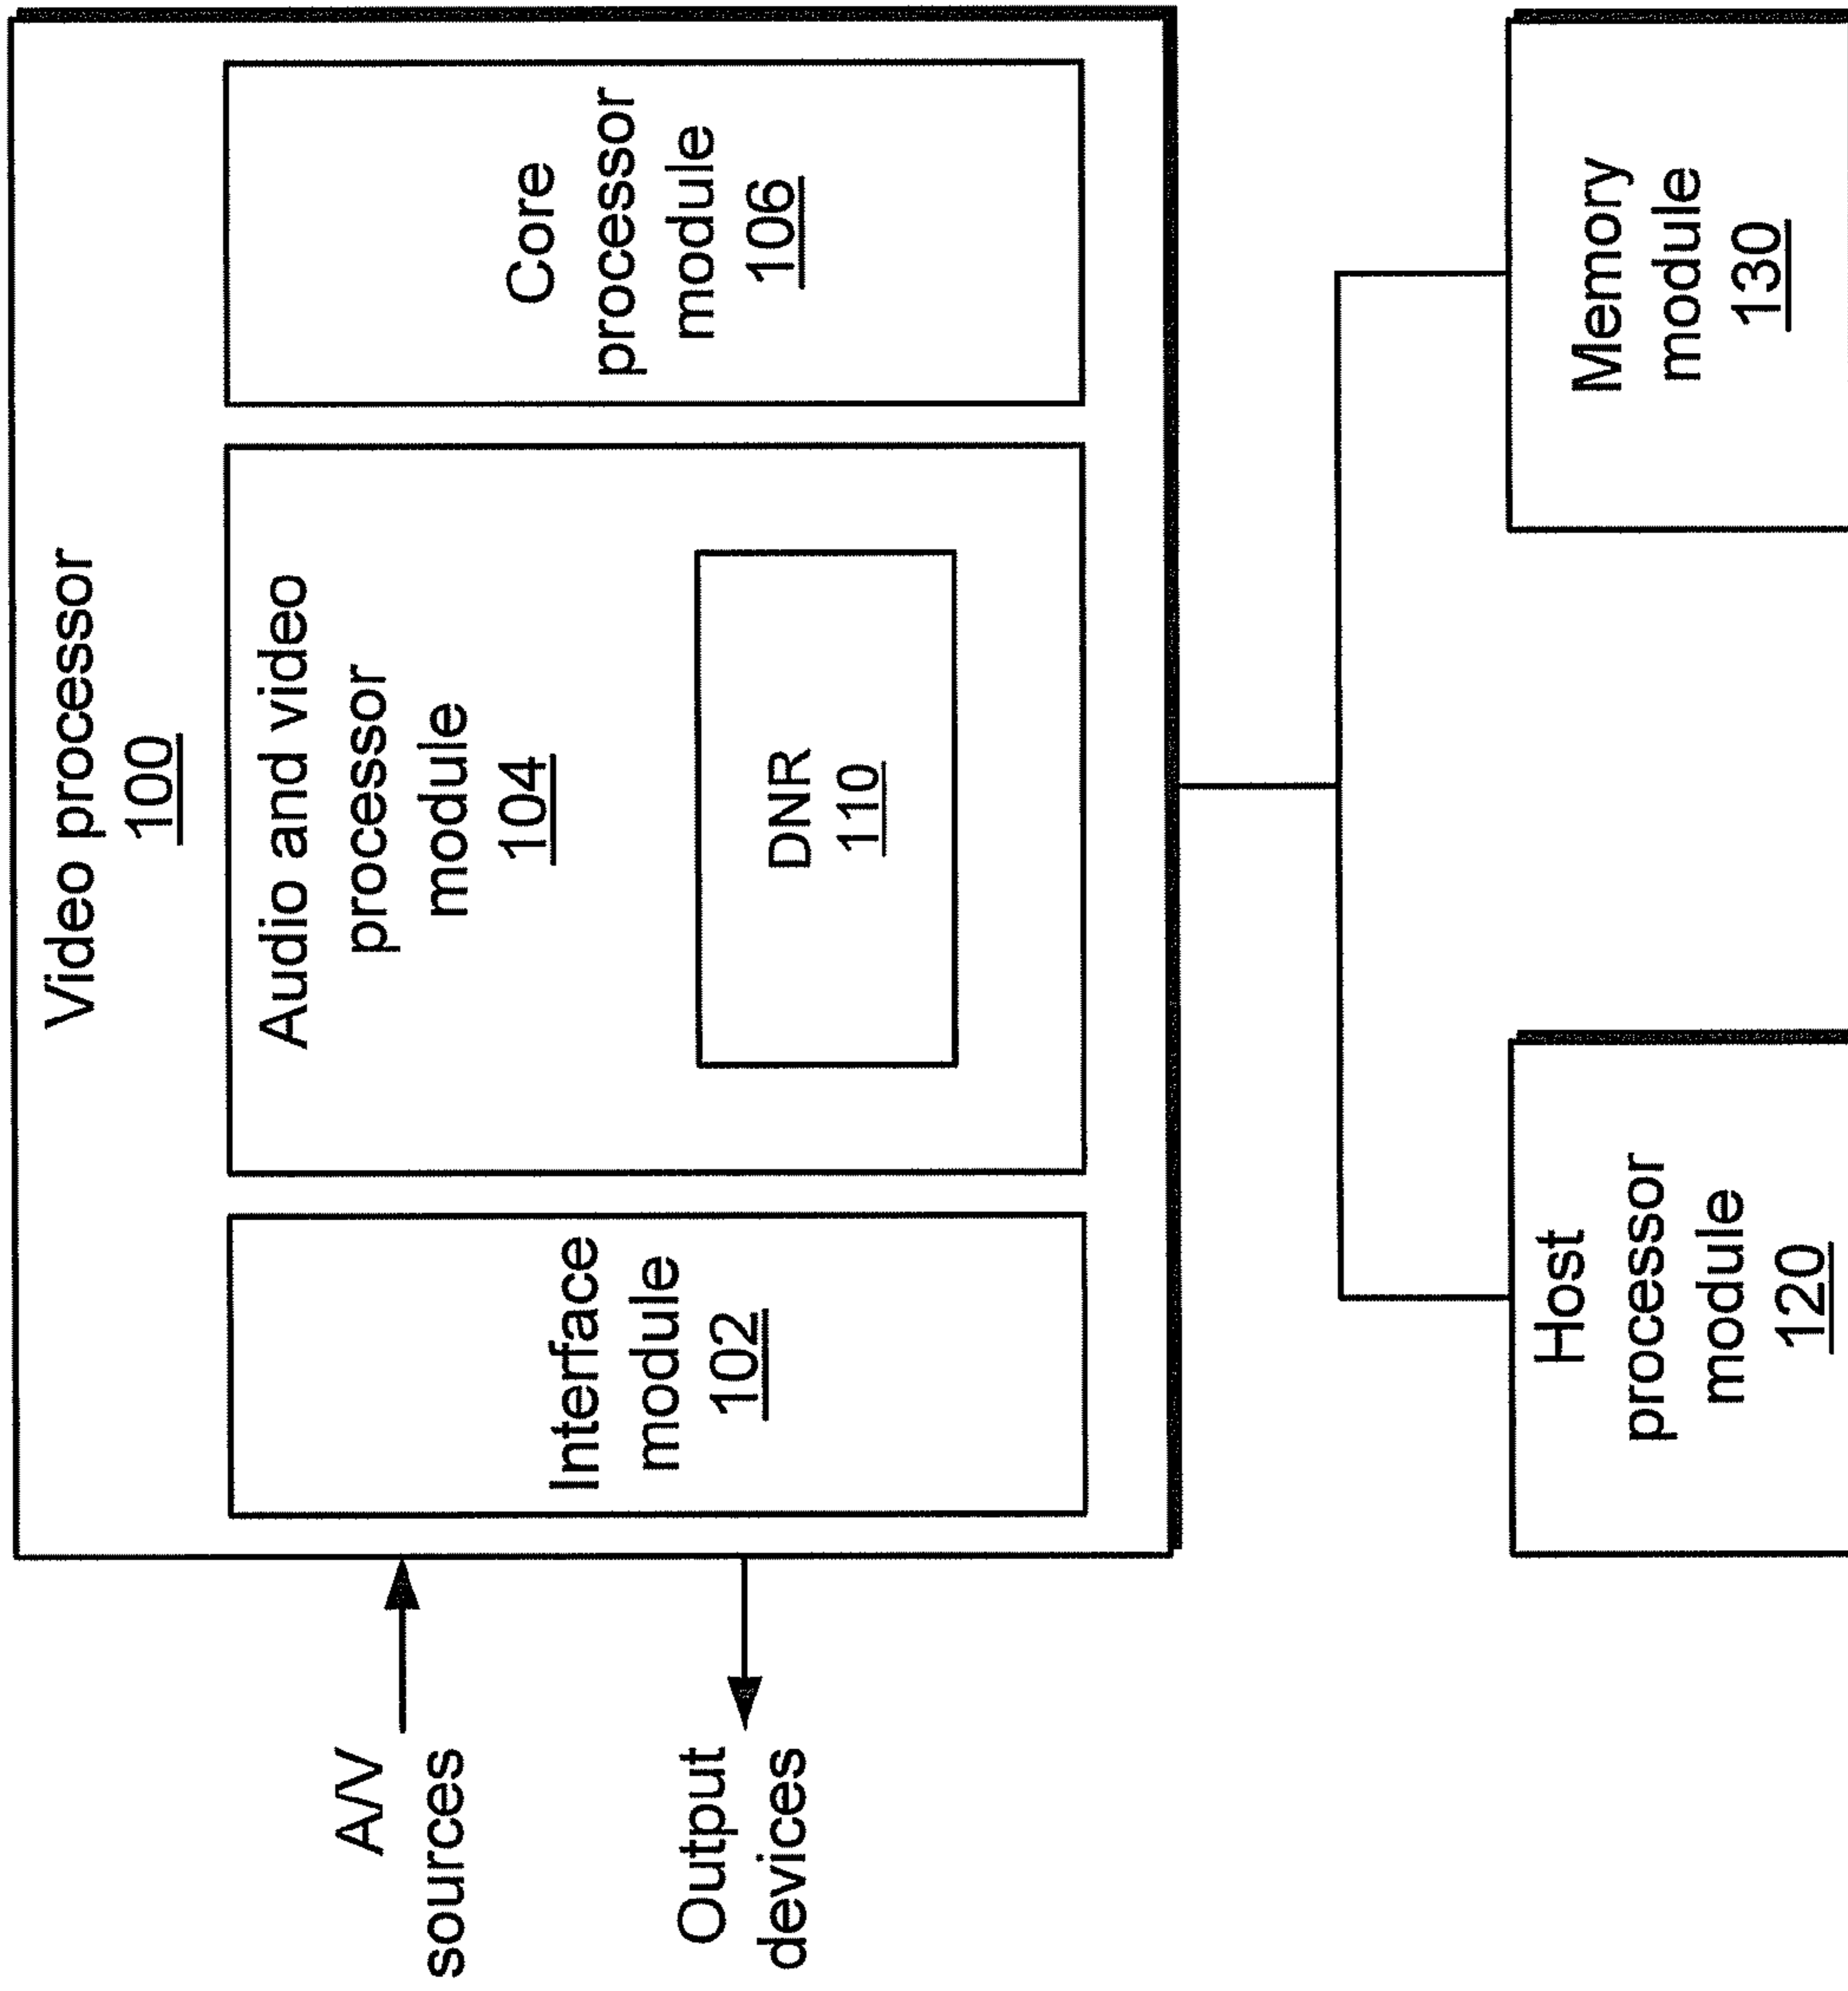 Video processor
100
A/V
sources
Output
devices
Interface
module
102
Audio and video
processor
module
104
DNR
110
Core
processor
module
106
Host
processor
module
120
Memory
module
130